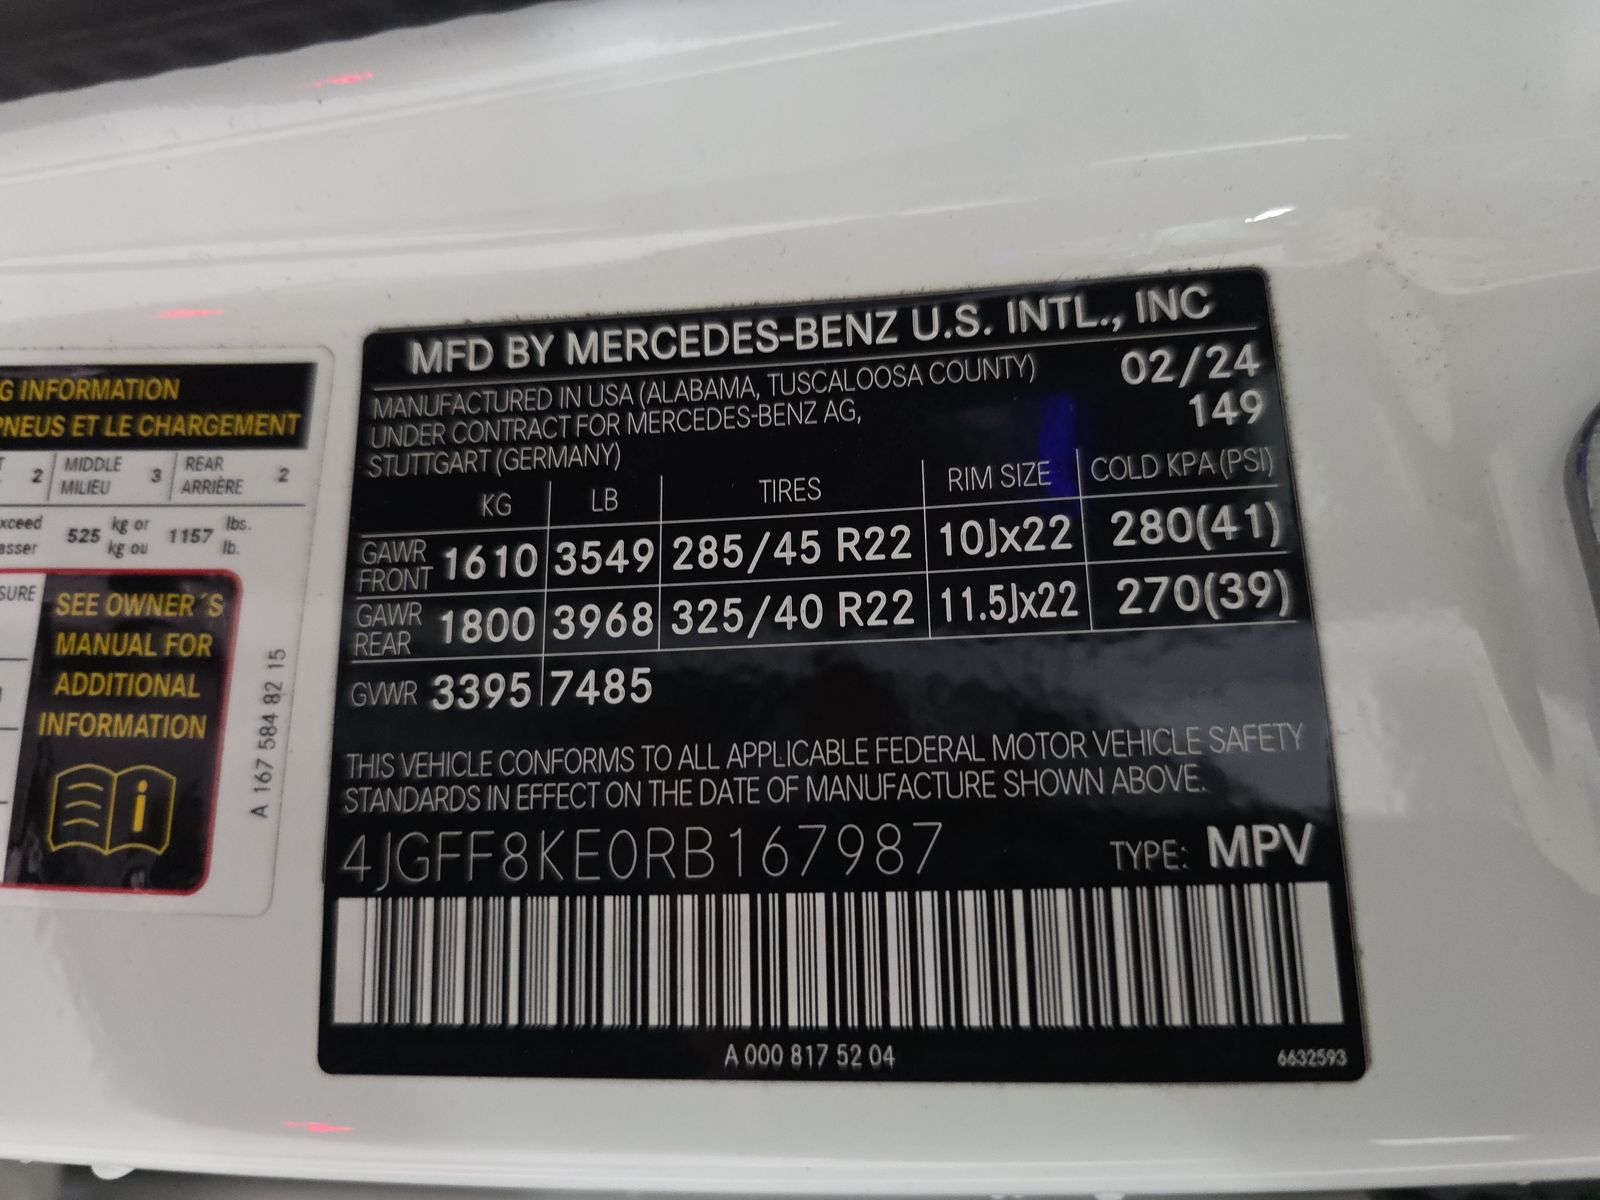 G INFORMATION
PNEUS ET LE CHARGEMENT
2 MIDDLE 3 REAR 2
MILIEU ARRIÈRE
xceed 525 kg or 1157 lbs.
asser kg ou lb.
SURE
SEE OWNER´S
MANUAL FOR
ADDITIONAL
INFORMATION
i
A 167 584 82 15
MFD BY MERCEDES-BENZ U.S. INTL., INC
MANUFACTURED IN USA (ALABAMA, TUSCALOOSA COUNTY) 02/24
UNDER CONTRACT FOR MERCEDES-BENZ AG, 149
STUTTGART (GERMANY)
KG LB TIRES RIM SIZE COLD KPA (PSI)
GAWR FRONT 1610 3549 285/45 R22 10Jx22 280(41)
GAWR REAR 1800 3968 325/40 R22 11.5Jx22 270(39)
GVWR 3395 7485
THIS VEHICLE CONFORMS TO ALL APPLICABLE FEDERAL MOTOR VEHICLE SAFETY
STANDARDS IN EFFECT ON THE DATE OF MANUFACTURE SHOWN ABOVE.
4JGFF8KE0RB167987 TYPE: MPV
A 000 817 52 04 6632593